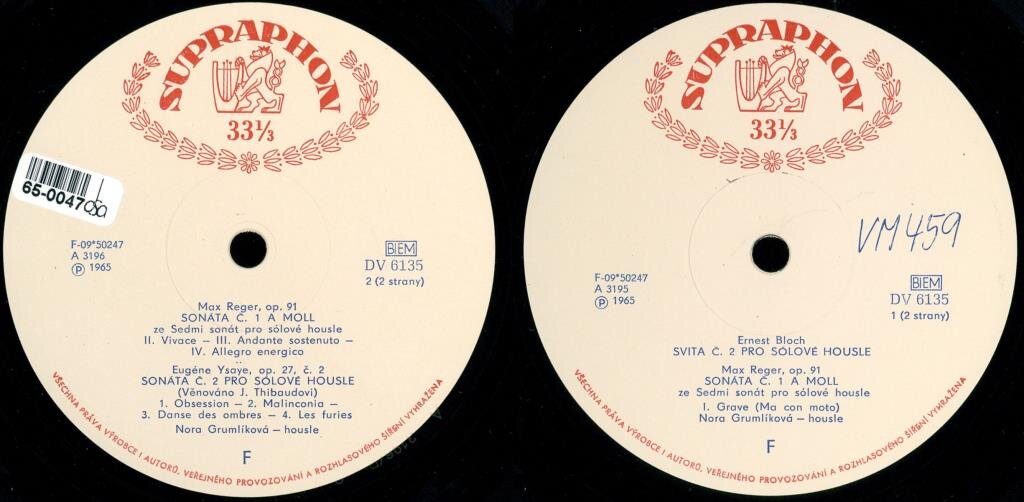 SUPRAPHON
33⅓
65-0047
F-09*50247
A 3196
Ⓟ 1965
BIEM
DV 6135
2 (2 strany)
Max Reger, op. 91
SONÁTA Č. 1 A MOLL
ze Sedmi sonát pro sólové housle
II. Vivace – III. Andante sostenuto –
IV. Allegro energico
Eugéne Ysaye, op. 27, č. 2
SONÁTA Č. 2 PRO SÓLOVÉ HOUSLE
(Věnováno J. Thibaudovi)
1. Obsession – 2. Malinconia –
3. Danse des ombres – 4. Les furies
Nora Grumlíková – housle
F
VŠECHNA PRÁVA VÝROBCE I AUTORŮ, VEŘEJNÉHO PROVOZOVÁNÍ A ROZHLASOVÉHO ŠÍŘENÍ VYHRAŽENA
SUPRAPHON
33⅓
VM 459
F-09*50247
A 3195
Ⓟ 1965
BIEM
DV 6135
1 (2 strany)
Ernest Bloch
SVITA Č. 2 PRO SÓLOVÉ HOUSLE
Max Reger, op. 91
SONÁTA Č. 1 A MOLL
ze Sedmi sonát pro sólové housle
I. Grave (Ma con moto)
Nora Grumlíková – housle
F
VŠECHNA PRÁVA VÝROBCE I AUTORŮ, VEŘEJNÉHO PROVOZOVÁNÍ A ROZHLASOVÉHO ŠÍŘENÍ VYHRAŽENA